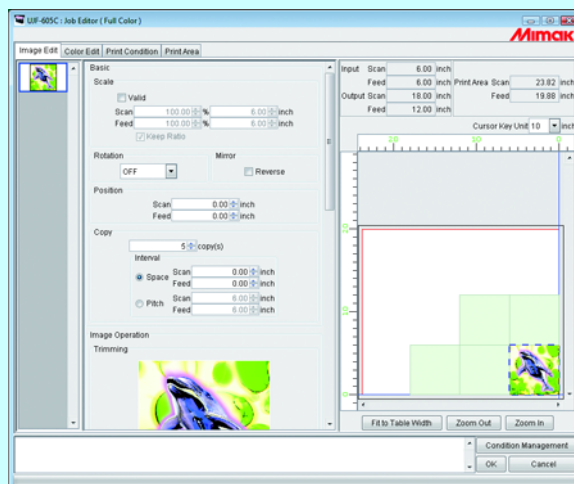 UJF-605C : Job Editor ( Full Color )
Mimaki
Image Edit Color Edit Print Condition Print Area
Basic
Scale
Valid
Scan 100.00 % 6.00 inch
Feed 100.00 % 6.00 inch
Keep Ratio
Rotation Mirror
OFF Reverse
Position
Scan 0.00 inch
Feed 0.00 inch
Copy
5 copy(s)
Interval
Space Scan 0.00 inch
Feed 0.00 inch
Pitch Scan 6.00 inch
Feed 6.00 inch
Image Operation
Trimming
Input Scan 6.00 inch
Feed 6.00 inch Print Area Scan 23.82 inch
Output Scan 18.00 inch Feed 19.88 inch
Feed 12.00 inch
Cursor Key Unit 10 inch
20 10 0
20
10
0
Fit to Table Width Zoom Out Zoom In
Condition Management
OK Cancel